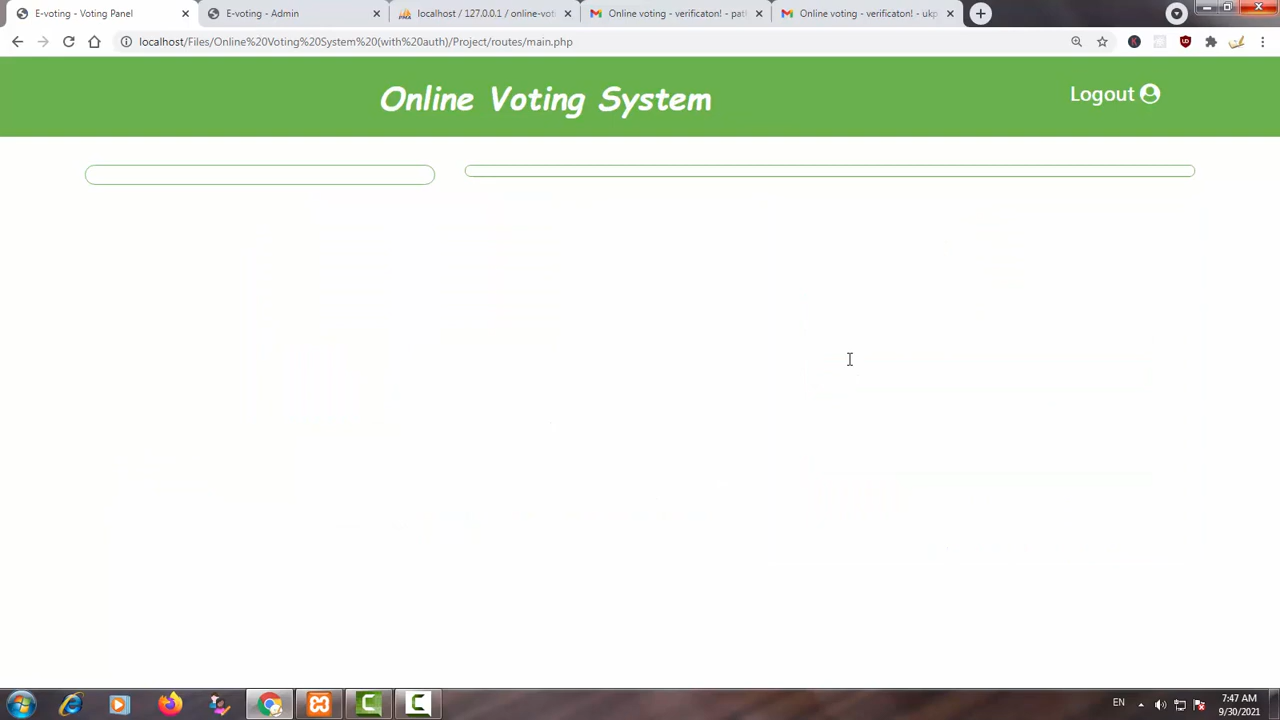 E-voting - Voting Panel
E-voting - Admin
localhost / 127.0.0.1 / online-vot
Online voting - verificaton! - pat
Online voting - verificaton! - ukp
localhost/Files/Online%20Voting%20System%20(with%20auth)/Project/routes/main.php
Online Voting System
Logout
EN
7:47 AM
9/30/2021